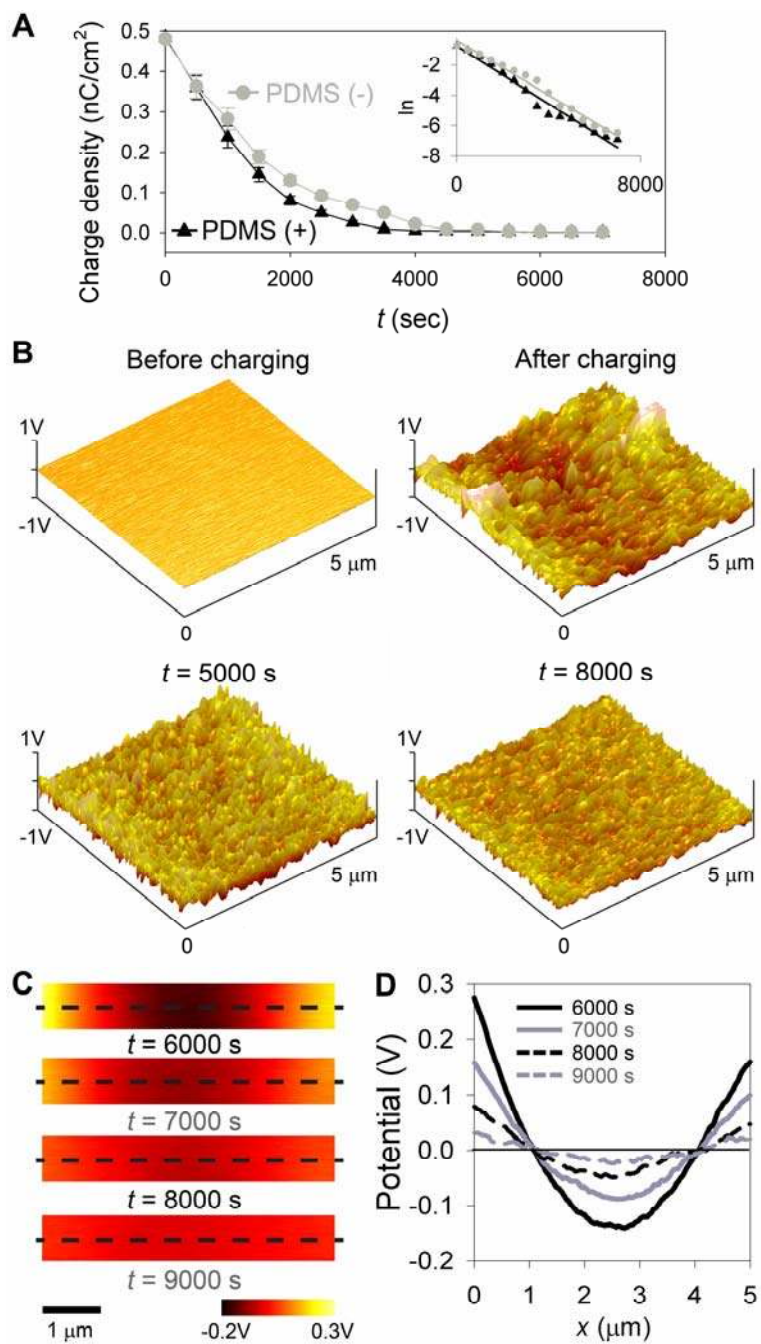 A
Charge density (nC/cm²)
0.5
0.4
0.3
0.2
0.1
0.0
PDMS (-)
PDMS (+)
ln
-2
-4
-6
-8
0
8000
0 2000 4000 6000 8000
t (sec)
B
Before charging
After charging
1V
-1V
5 μm
0
1V
-1V
5 μm
0
t = 5000 s
t = 8000 s
1V
-1V
5 μm
0
1V
-1V
5 μm
0
C
t = 6000 s
t = 7000 s
t = 8000 s
t = 9000 s
1 μm
-0.2V 0.3V
D
Potential (V)
0.3
0.2
0.1
0.0
-0.1
-0.2
6000 s
7000 s
8000 s
9000 s
0 1 2 3 4 5
x (μm)